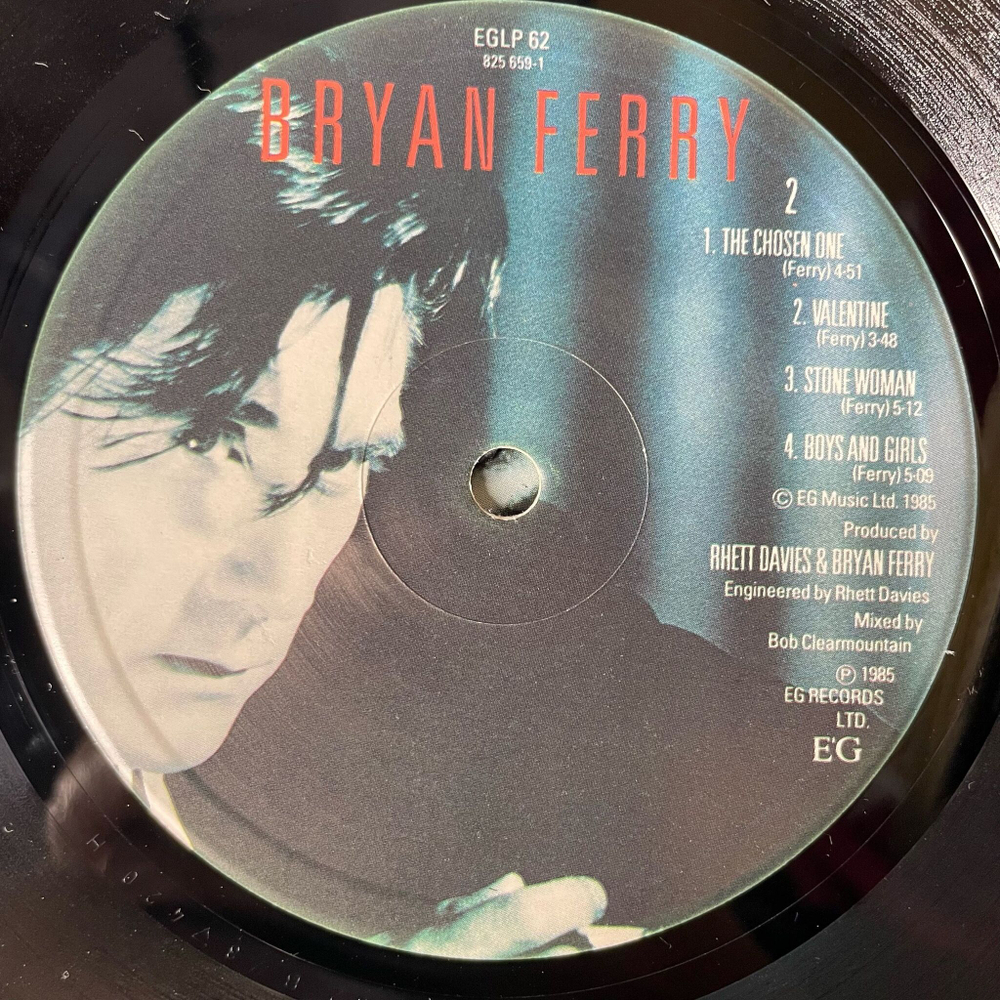 EGLP 62
825 659-1
BRYAN FERRY
2
1. THE CHOSEN ONE
(Ferry) 4-51
2. VALENTINE
(Ferry) 3-48
3. STONE WOMAN
(Ferry) 5-12
4. BOYS AND GIRLS
(Ferry) 5-09
© EG Music Ltd. 1985
Produced by
RHETT DAVIES & BRYAN FERRY
Engineered by Rhett Davies
Mixed by
Bob Clearmountain
℗ 1985
EG RECORDS
LTD.
E'G